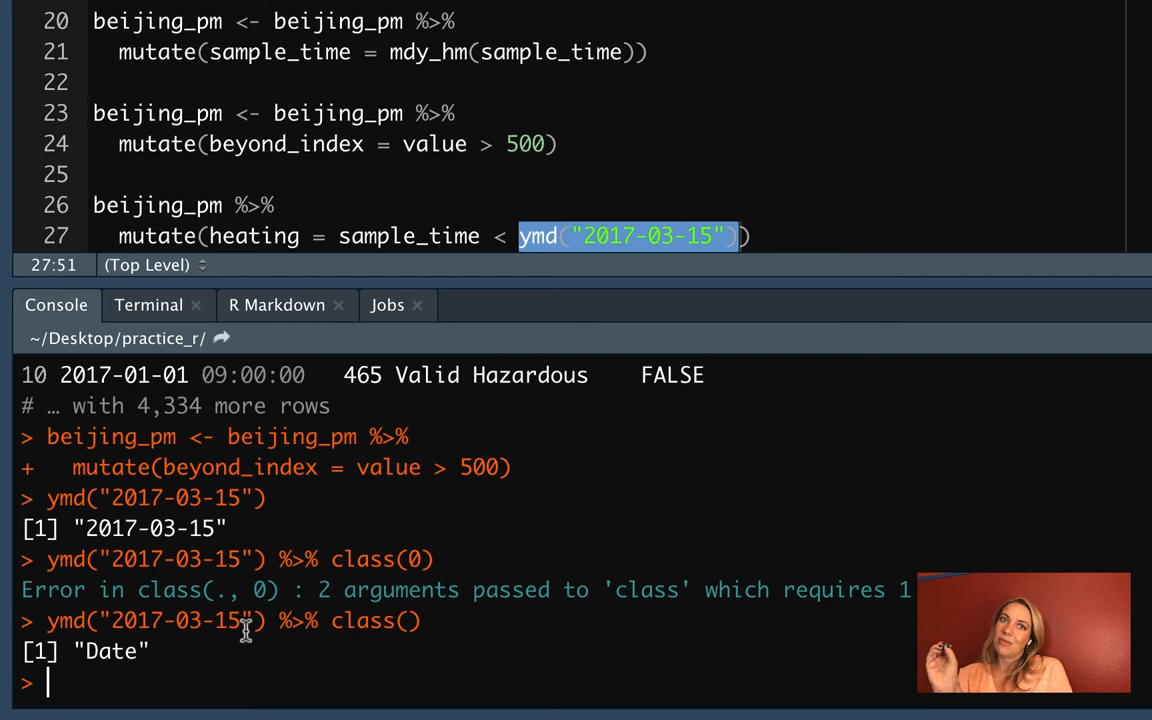 20 beijing_pm <- beijing_pm %>%
21 mutate(sample_time = mdy_hm(sample_time))
22
23 beijing_pm <- beijing_pm %>%
24 mutate(beyond_index = value > 500)
25
26 beijing_pm %>%
27 mutate(heating = sample_time < ymd("2017-03-15"))
27:51 (Top Level)
Console Terminal R Markdown Jobs
~/Desktop/practice_r/
10 2017-01-01 09:00:00 465 Valid Hazardous FALSE
# … with 4,334 more rows
> beijing_pm <- beijing_pm %>%
+ mutate(beyond_index = value > 500)
> ymd("2017-03-15")
[1] "2017-03-15"
> ymd("2017-03-15") %>% class(0)
Error in class(., 0) : 2 arguments passed to 'class' which requires 1
> ymd("2017-03-15") %>% class()
[1] "Date"
>